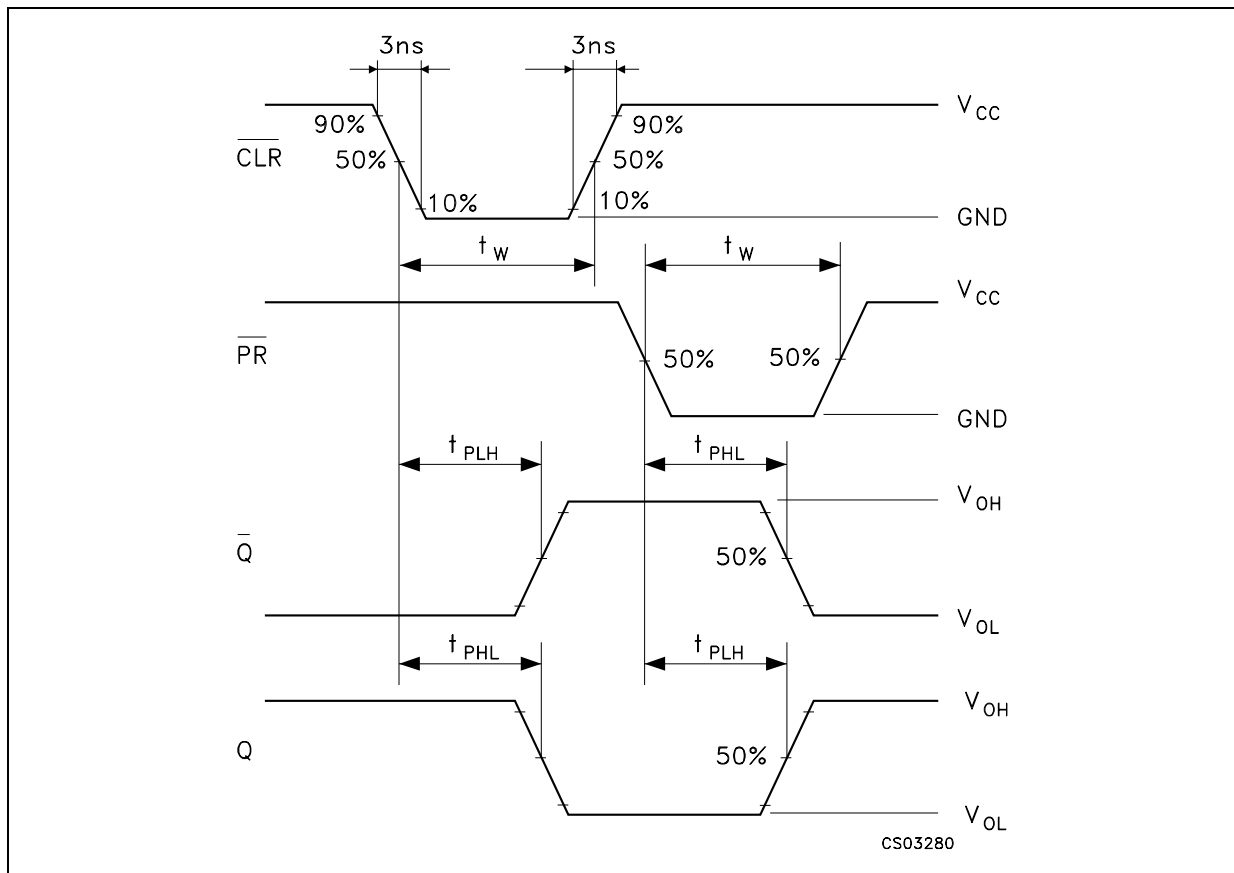 3ns 3ns
V CC
90% 90%
CLR 50% 50%
10% 10%
GND
t W t W
V CC
PR 50% 50%
GND
t PLH t PHL
V OH
Q 50%
V OL
t PHL t PLH
V OH
Q 50%
V OL
CS03280